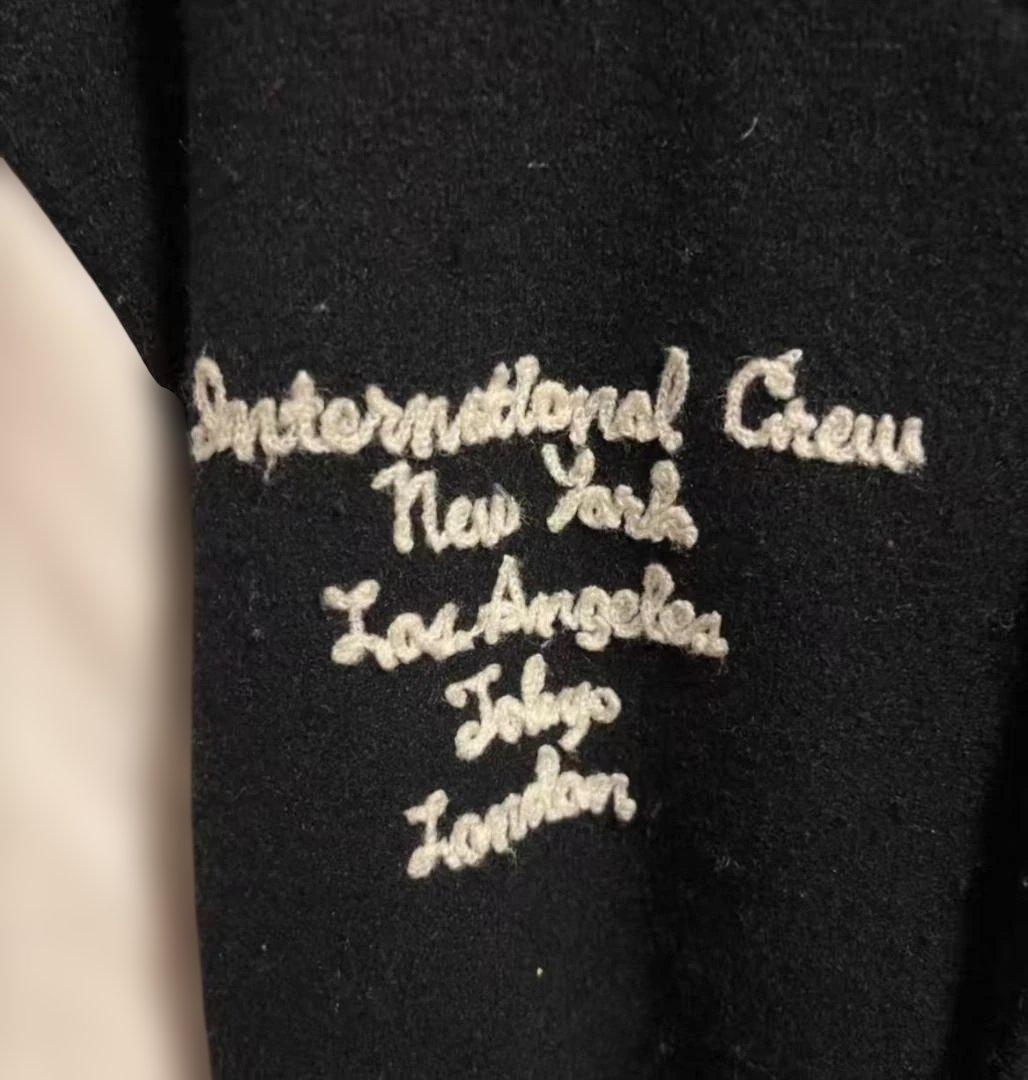 International Crew
New York
Los Angeles
Tokyo
London